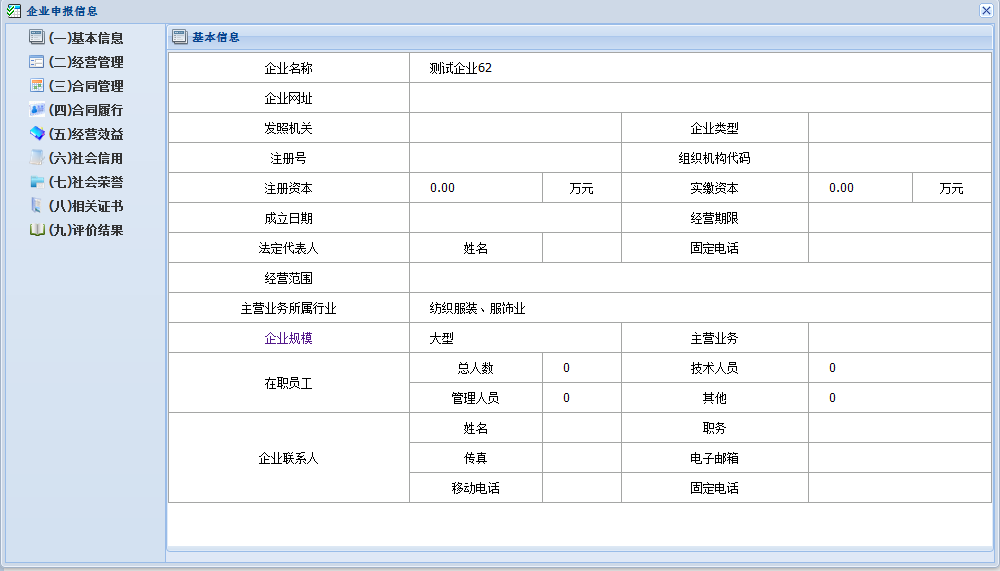 企业申报信息
(一)基本信息
(二)经营管理
(三)合同管理
(四)合同履行
(五)经营效益
(六)社会信用
(七)社会荣誉
(八)相关证书
(九)评价结果
基本信息
企业名称 测试企业62
企业网址
发照机关 企业类型
注册号 组织机构代码
注册资本 0.00 万元 实缴资本 0.00 万元
成立日期 经营期限
法定代表人 姓名 固定电话
经营范围
主营业务所属行业 纺织服装、服饰业
企业规模 大型 主营业务
在职员工 总人数 0 技术人员 0
管理人员 0 其他 0
企业联系人 姓名 职务
传真 电子邮箱
移动电话 固定电话